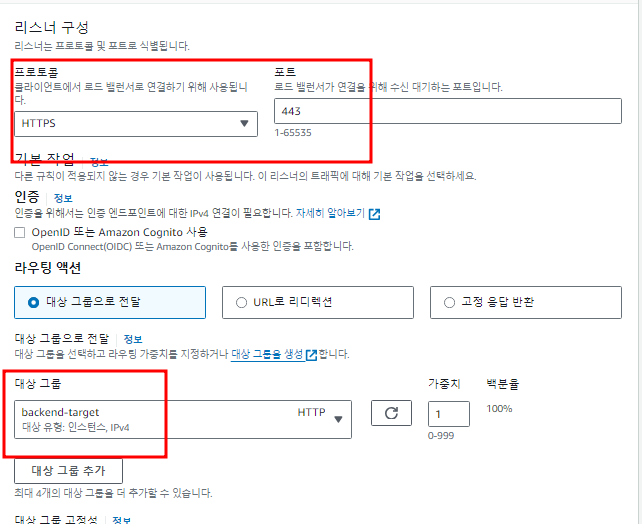 리스너 구성
리스너는 프로토콜 및 포트로 식별됩니다.
프로토콜
클라이언트에서 로드 밸런서로 연결하기 위해 사용됩니
다.
HTTPS
포트
로드 밸런서가 연결을 위해 수신 대기하는 포트입니다.
443
1-65535
기본 작업 정보
다른 규칙이 적용되지 않는 경우 기본 작업이 사용됩니다. 이 리스너의 트래픽에 대해 기본 작업을 선택하세요.
인증 정보
인증을 위해서는 인증 엔드포인트에 대한 IPv4 연결이 필요합니다. 자세히 알아보기
OpenID 또는 Amazon Cognito 사용
OpenID Connect(OIDC) 또는 Amazon Cognito를 사용한 인증을 포함합니다.
라우팅 액션
대상 그룹으로 전달
URL로 리디렉션
고정 응답 반환
대상 그룹으로 전달 정보
대상 그룹을 선택하고 라우팅 가중치를 지정하거나 대상 그룹을 생성 합니다.
대상 그룹
backend-target HTTP
대상 유형: 인스턴스, IPv4
가중치
1
0-999
백분율
100%
대상 그룹 추가
최대 4개의 대상 그룹을 더 추가할 수 있습니다.
대상 그룹 고정성 정보